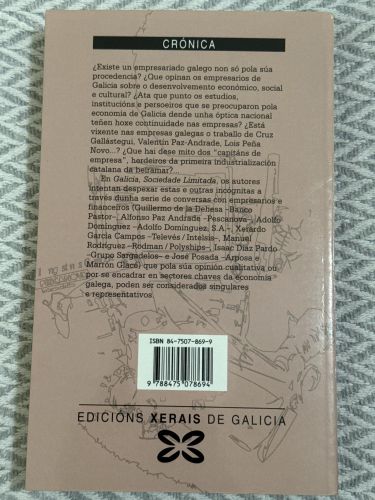 CRÓNICA
¿Existe un empresariado galego non só pola súa
procedencia? ¿Que opinan os empresarios de
Galicia sobre o desenvolvemento económico, social
e cultural? ¿Ata que punto os estudios,
institucións e persoeiros que se preocuparon pola
economía de Galicia dende unha óptica nacional
teñen hoxe continuidade nas empresas? ¿Está
vixente nas empresas galegas o traballo de Cruz
Gallástegui, Valentín Paz-Andrade, Lois Peña
Novo...? ¿Que hai dese mito dos "capitáns de
empresa", herdeiros da primeira industrialización
catalana da beiramar?...
En Galicia, Sociedade Limitada, os autores
intentan despexar estas e outras incógnitas a
través dunha serie de conversas con empresarios e
financeiros (Guillermo de la Dehesa –Banco
Pastor–, Alfonso Paz Andrade –Pescanova–, Adolfo
Domínguez –Adolfo Domínguez, S.A.–, Xerardo
García Campos –Televés / Intelsis–, Manuel
Rodríguez –Rodman / Polyships–, Isaac Díaz Pardo
–Grupo Sargadelos– e José Posada –Arposa e
Marrón Glacé) que pola súa opinión cualitativa ou
por se encadrar en sectores chaves da economía
galega, poden ser considerados singulares
e representativos.
ISBN 84-7507-869-9
9 788475 078694
EDICIÓNS XERAIS DE GALICIA